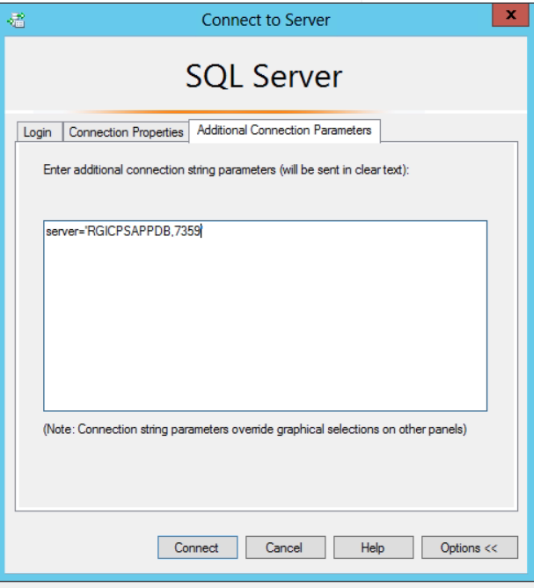 Connect to Server
x
SQL Server
Login Connection Properties Additional Connection Parameters
Enter additional connection string parameters (will be sent in clear text):
server='RGICPSAPPDB,7359
(Note: Connection string parameters override graphical selections on other panels)
Connect Cancel Help Options <<